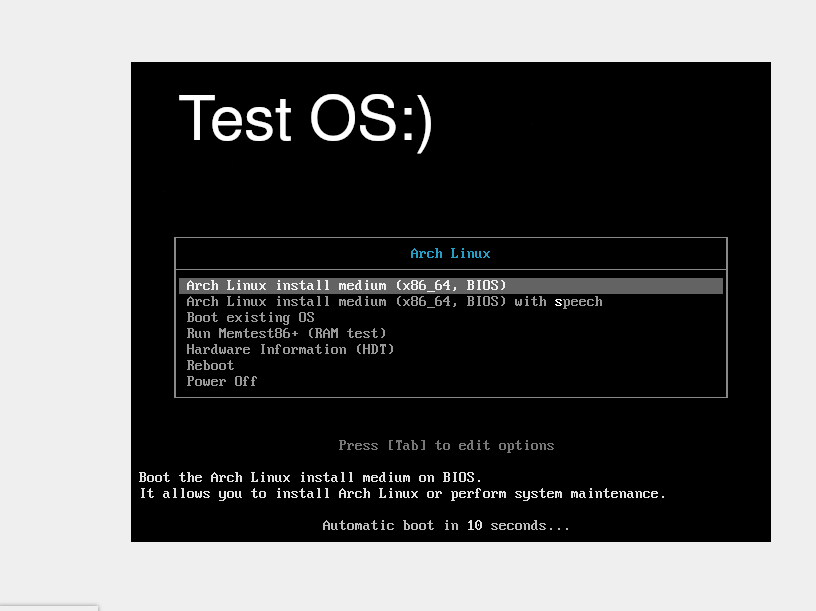 Test OS:)
Arch Linux
Arch Linux install medium (x86_64, BIOS)
Arch Linux install medium (x86_64, BIOS) with speech
Boot existing OS
Run Memtest86+ (RAM test)
Hardware Information (HDT)
Reboot
Power Off
Press [Tab] to edit options
Boot the Arch Linux install medium on BIOS.
It allows you to install Arch Linux or perform system maintenance.
Automatic boot in 10 seconds...